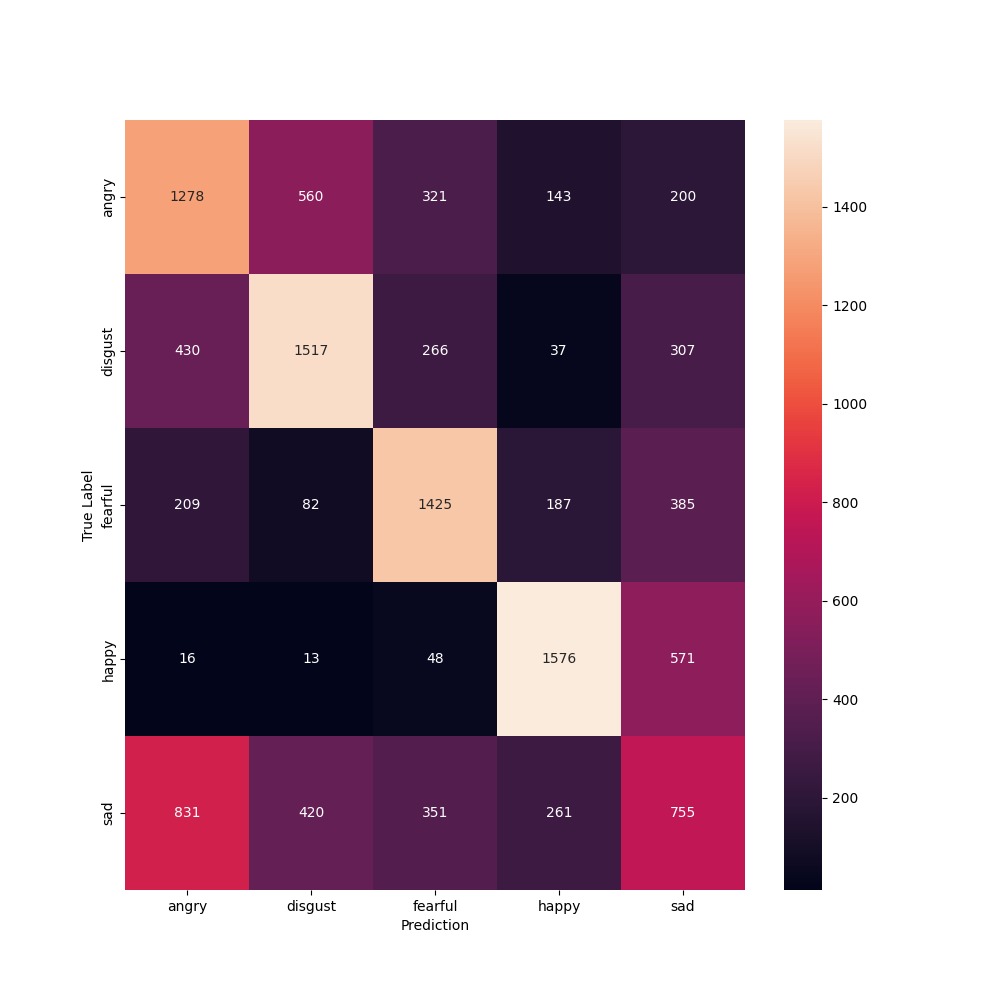 angry 1278 560 321 143 200
disgust 430 1517 266 37 307
True Label
fearful 209 82 1425 187 385
happy 16 13 48 1576 571
sad 831 420 351 261 755
angry disgust fearful happy sad
Prediction
1400
1200
1000
800
600
400
200